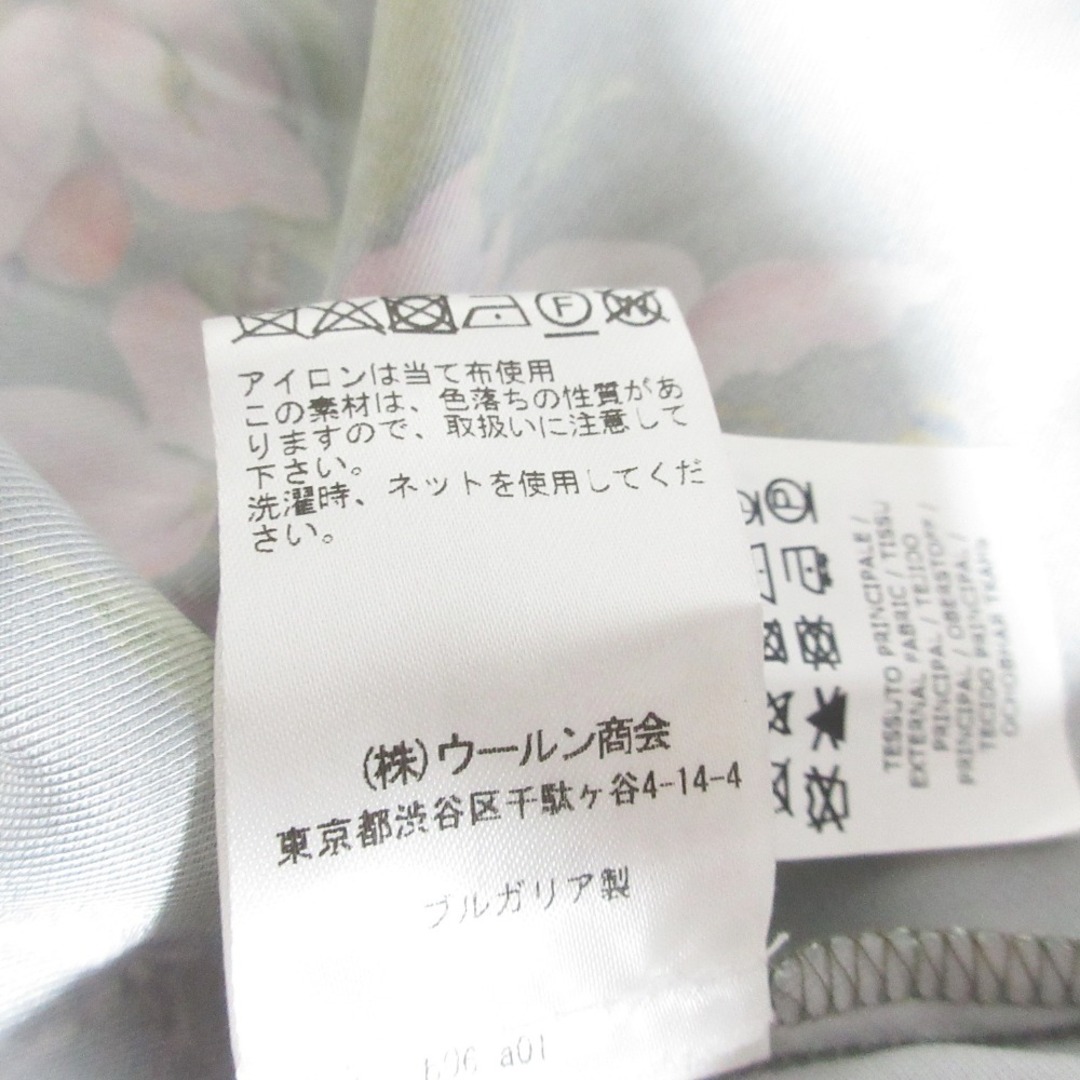 F
W
アイロンは当て布使用
この素材は、色落ちの性質があ
りますので、取扱いに注意して
下さい。
洗濯時、ネットを使用してくだ
さい。
(株)ウールン商会
東京都渋谷区千駄ケ谷4-14-4
ブルガリア製
a01
P
TESSUTO PRINCIPALE /
EXTERNAL FABRIC / TISSU
PRINCIPAL / TEJIDO
PRINCIPAL / OBERSTOFF /
TECIDO PRINCIPAL /